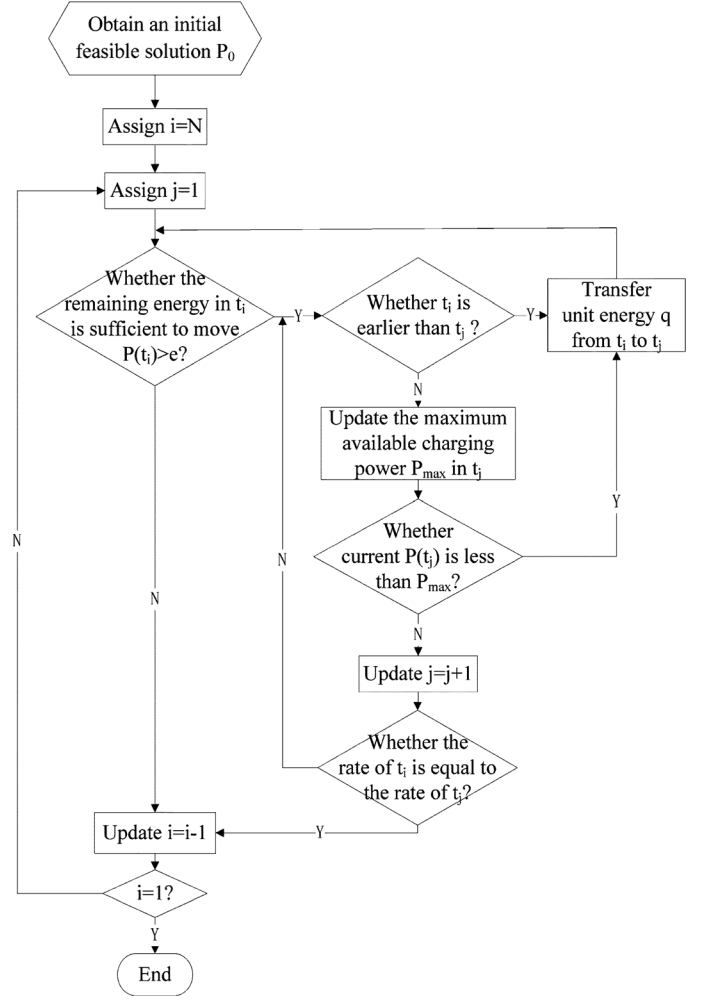 Obtain an initial
feasible solution P₀
Assign i=N
Assign j=1
Whether the
remaining energy in tᵢ
is sufficient to move
P(tᵢ)>e?
Y
Whether tᵢ is
earlier than tⱼ ?
Y
Transfer
unit energy q
from tᵢ to tⱼ
N
Update the maximum
available charging
power Pmax in tⱼ
Y
Whether
current P(tⱼ) is less
than Pmax?
N
N
N
N
Update j=j+1
Whether the
rate of tᵢ is equal to
the rate of tⱼ?
Update i=i-1
Y
i=1?
Y
End